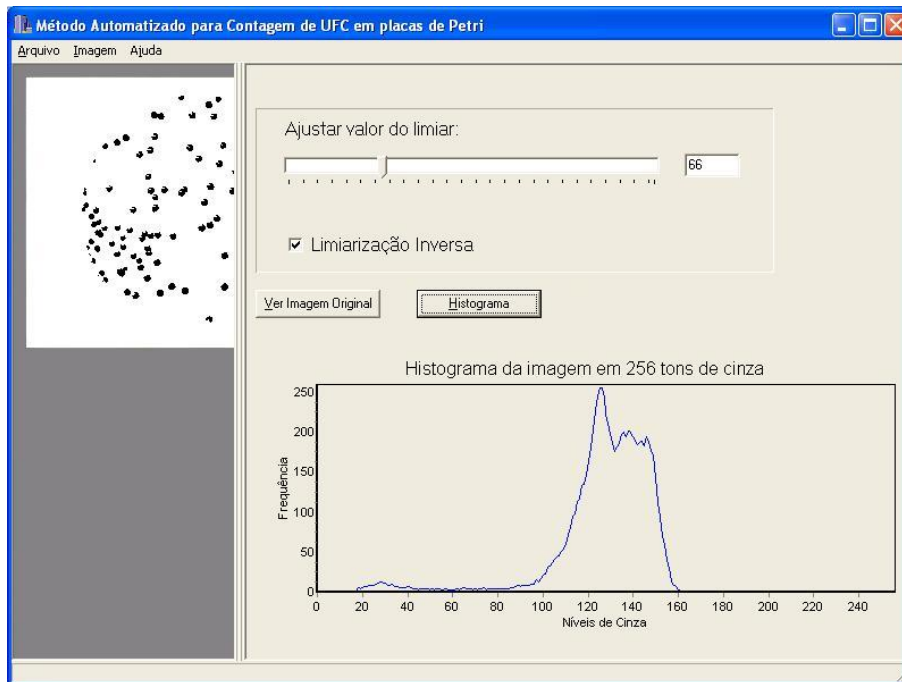 Método Automatizado para Contagem de UFC em placas de Petri
Arquivo Imagem Ajuda
Ajustar valor do limiar:
66
Limiarização Inversa
Ver Imagem Original Histograma
Histograma da imagem em 256 tons de cinza
Frequência
250
200
150
100
50
0
0 20 40 60 80 100 120 140 160 180 200 220 240
Níveis de Cinza